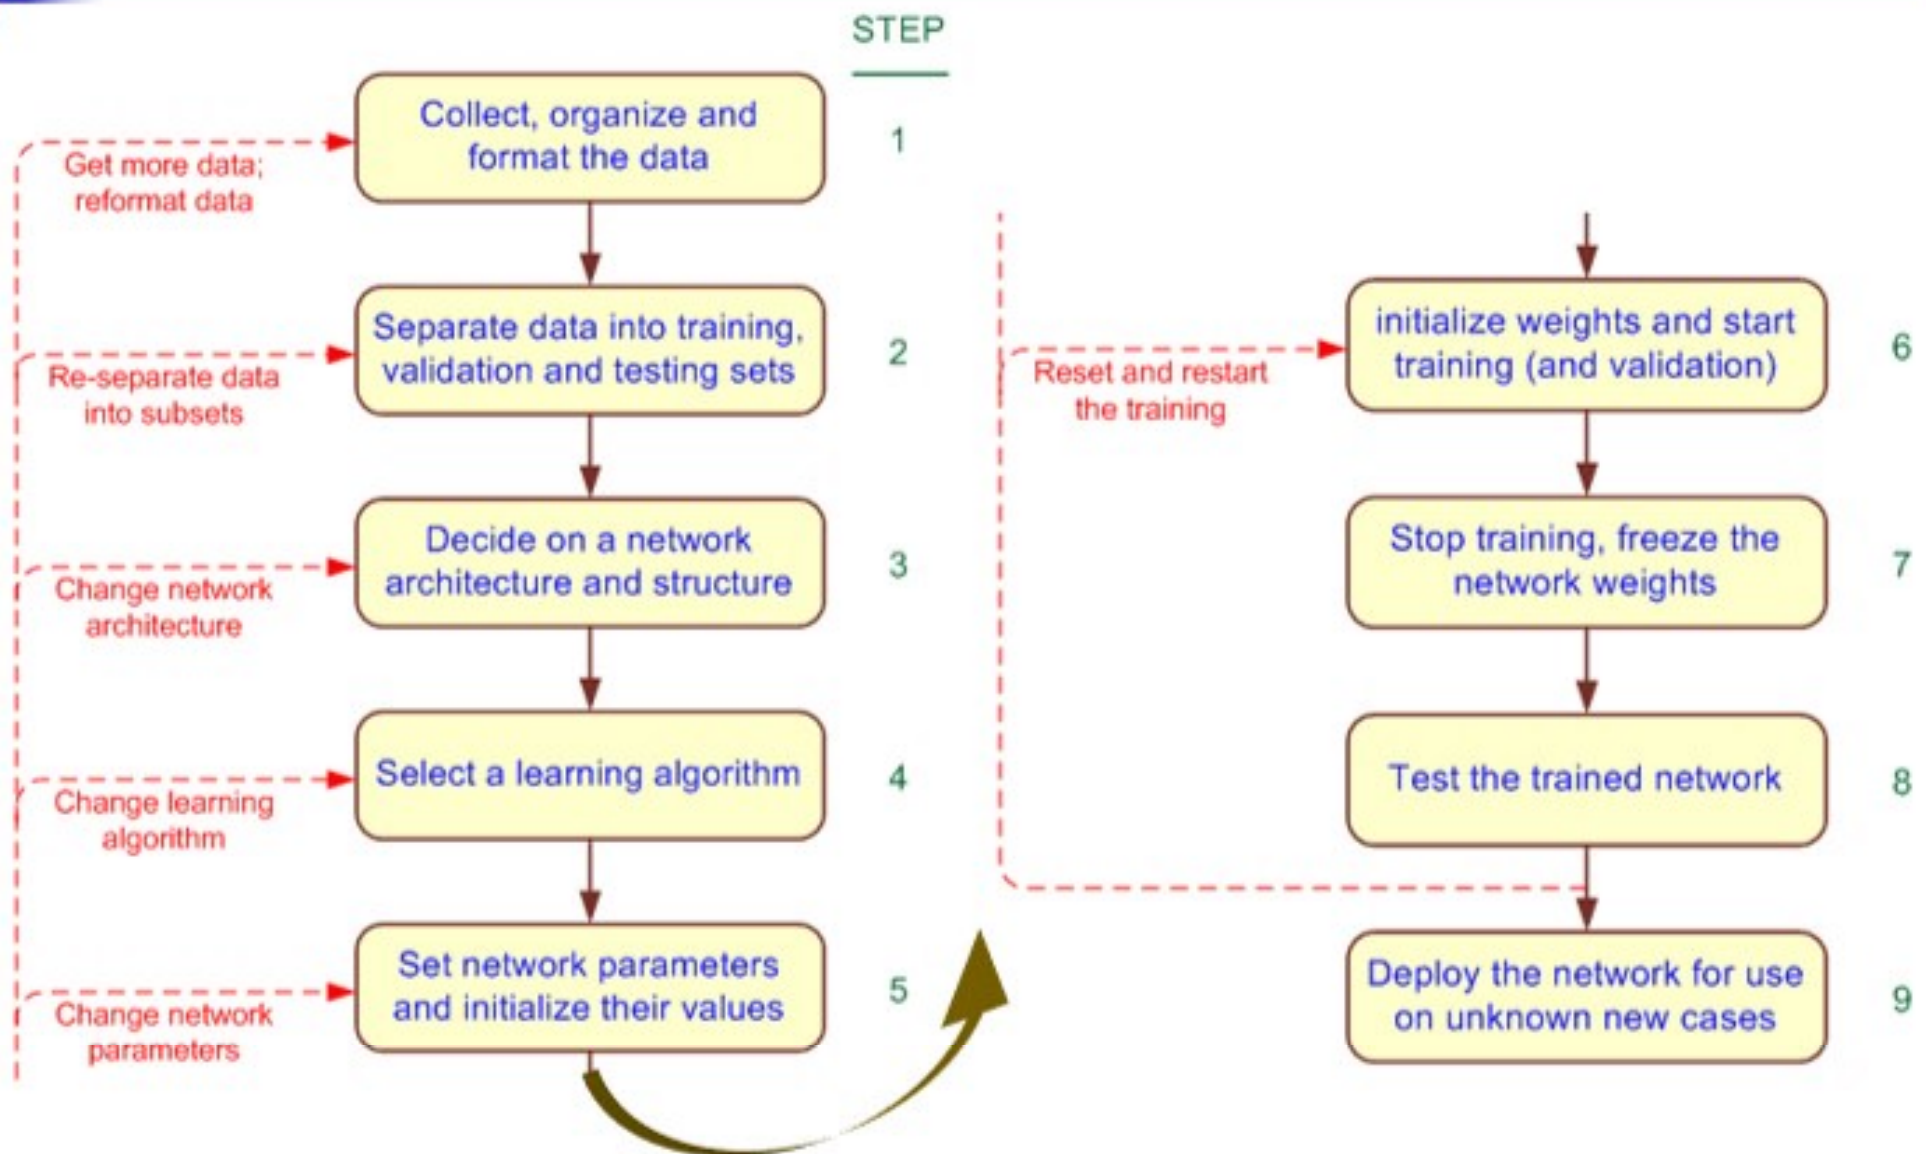 STEP
Collect, organize and
format the data
1
Get more data;
reformat data
Separate data into training,
validation and testing sets
2
Re-separate data
into subsets
Decide on a network
architecture and structure
3
Change network
architecture
Select a learning algorithm
4
Change learning
algorithm
Set network parameters
and initialize their values
5
Change network
parameters
initialize weights and start
training (and validation)
6
Reset and restart
the training
Stop training, freeze the
network weights
7
Test the trained network
8
Deploy the network for use
on unknown new cases
9